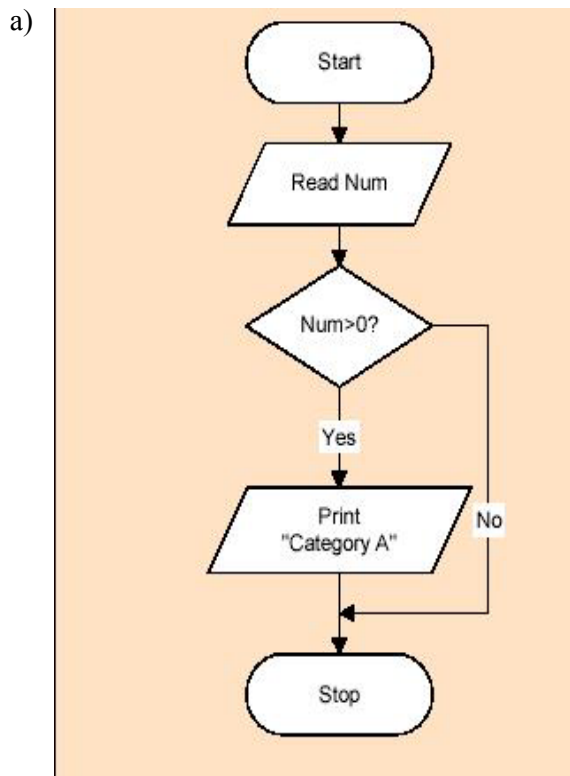 a)
Start
Read Num
Num>0?
Yes
Print
"Category A"
No
Stop